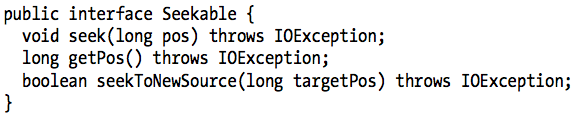 public interface Seekable {
  void seek(long pos) throws IOException;
  long getPos() throws IOException;
  boolean seekToNewSource(long targetPos) throws IOException;
}